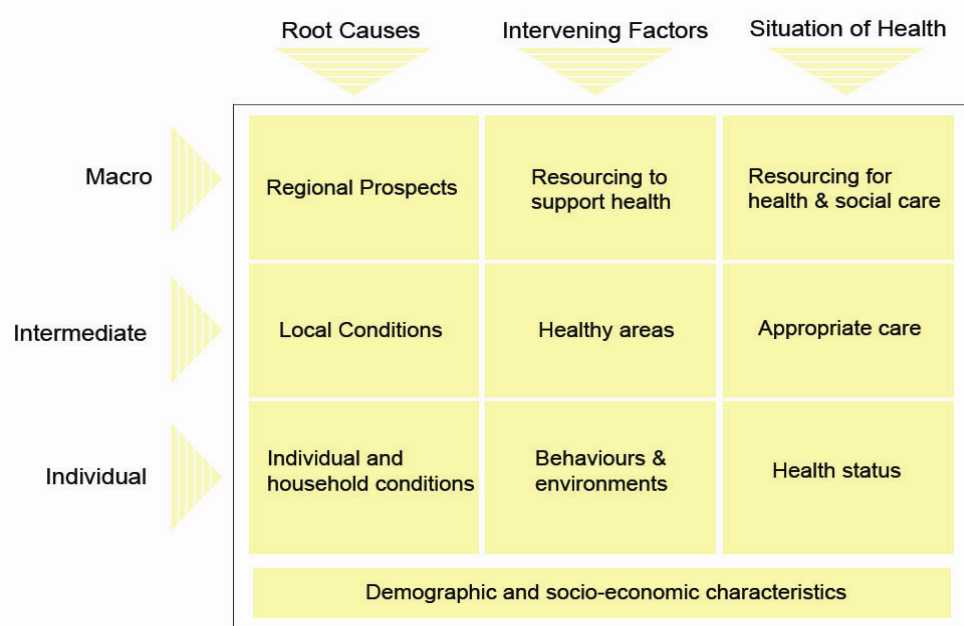 Root Causes
Intervening Factors
Situation of Health
Macro
Regional Prospects
Resourcing to
support health
Resourcing for
health & social care
Intermediate
Local Conditions
Healthy areas
Appropriate care
Individual
Individual and
household conditions
Behaviours &
environments
Health status
Demographic and socio-economic characteristics